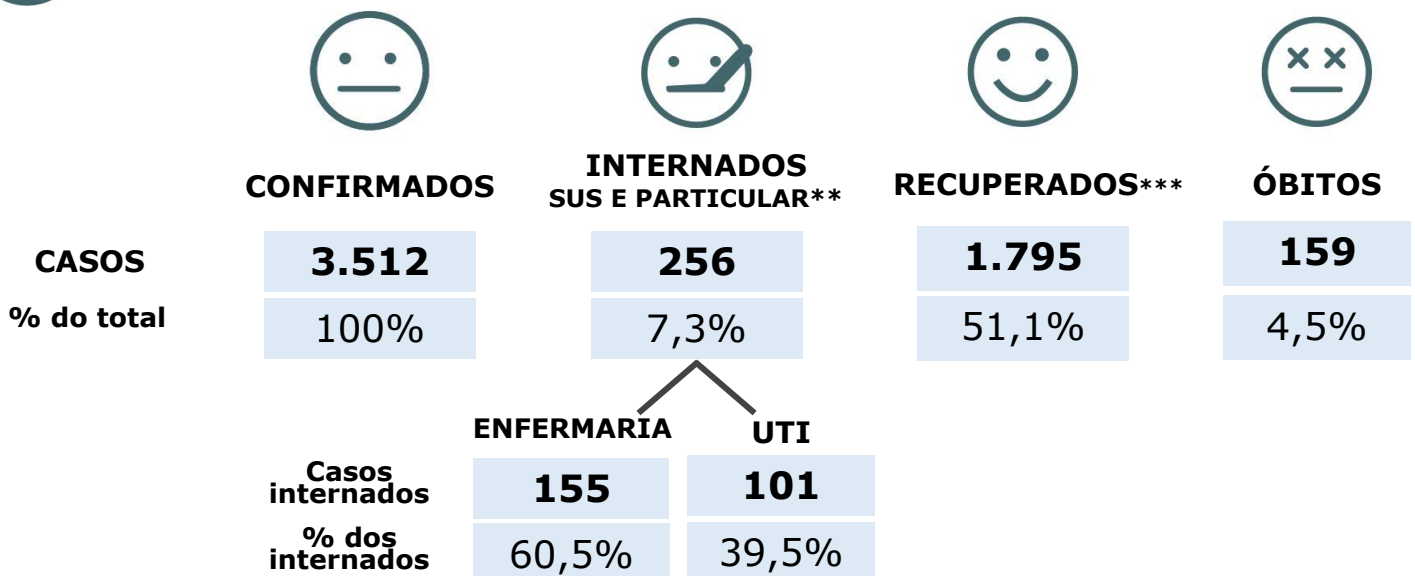 CONFIRMADOS
INTERNADOS
SUS E PARTICULAR**
RECUPERADOS***
ÓBITOS
CASOS
3.512
256
1.795
159
% do total
100%
7,3%
51,1%
4,5%
ENFERMARIA
UTI
Casos
internados
155
101
% dos
internados
60,5%
39,5%